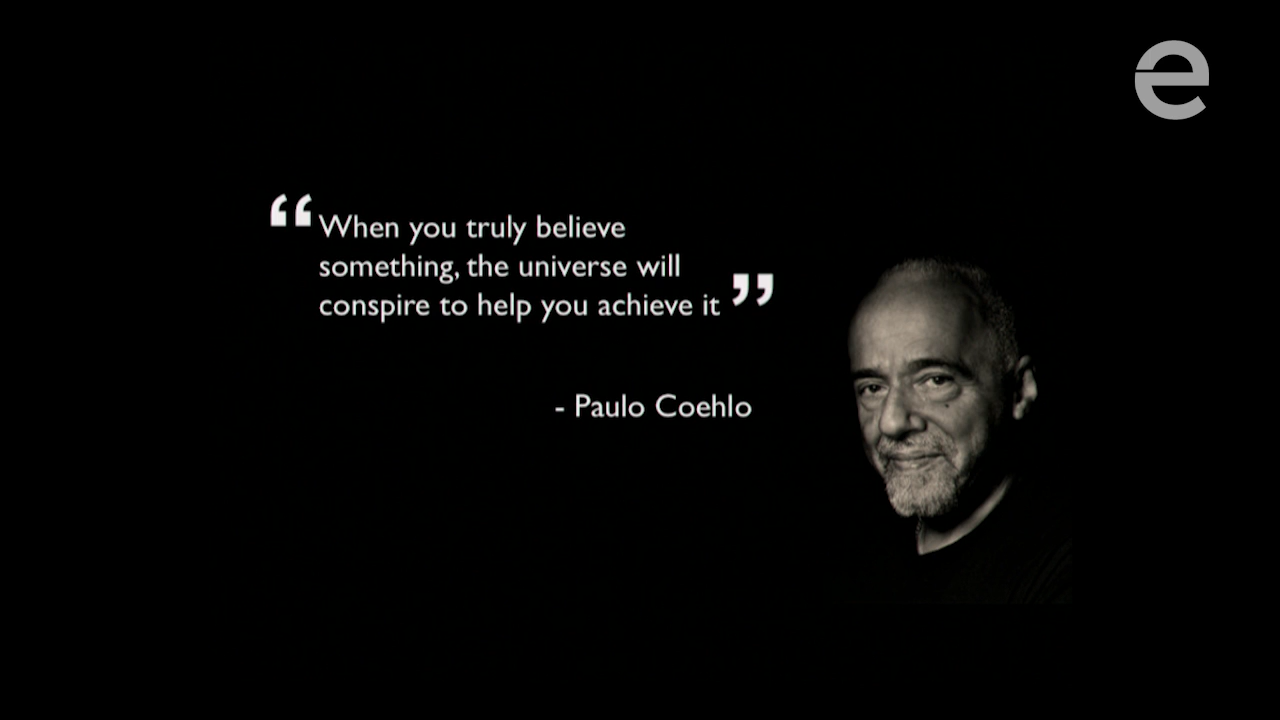 e
“When you truly believe
something, the universe will
conspire to help you achieve it”
- Paulo Coehlo